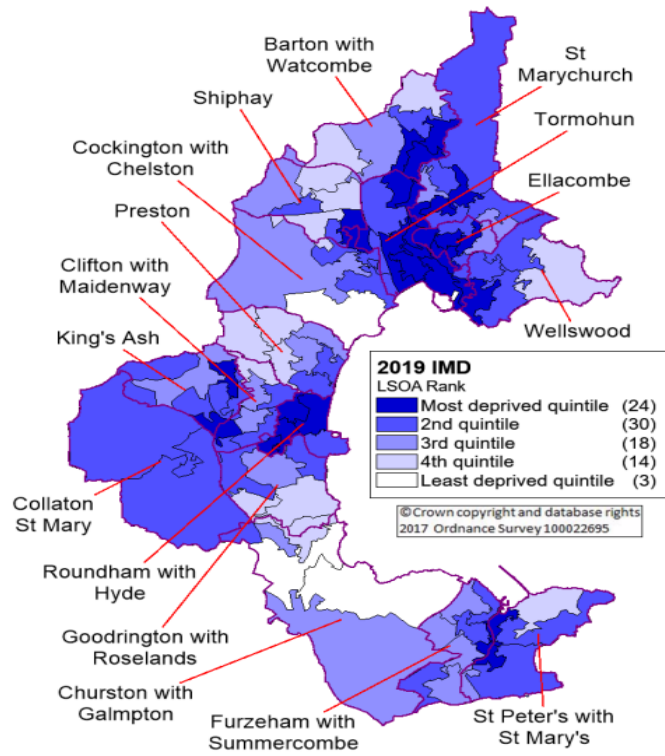 Barton with
Watcombe
St
Marychurch
Shiphay
Tormohun
Cockington with
Chelston
Ellacombe
Preston
Clifton with
Maidenway
King's Ash
Wellswood
2019 IMD
LSOA Rank
Most deprived quintile (24)
2nd quintile (30)
3rd quintile (18)
4th quintile (14)
Least deprived quintile (3)
©Crown copyright and database rights
2017 Ordnance Survey 100022695
Collaton
St Mary
Roundham with
Hyde
Goodrington with
Roselands
Churston with
Galmpton
Furzeham with
Summercombe
St Peter's with
St Mary's